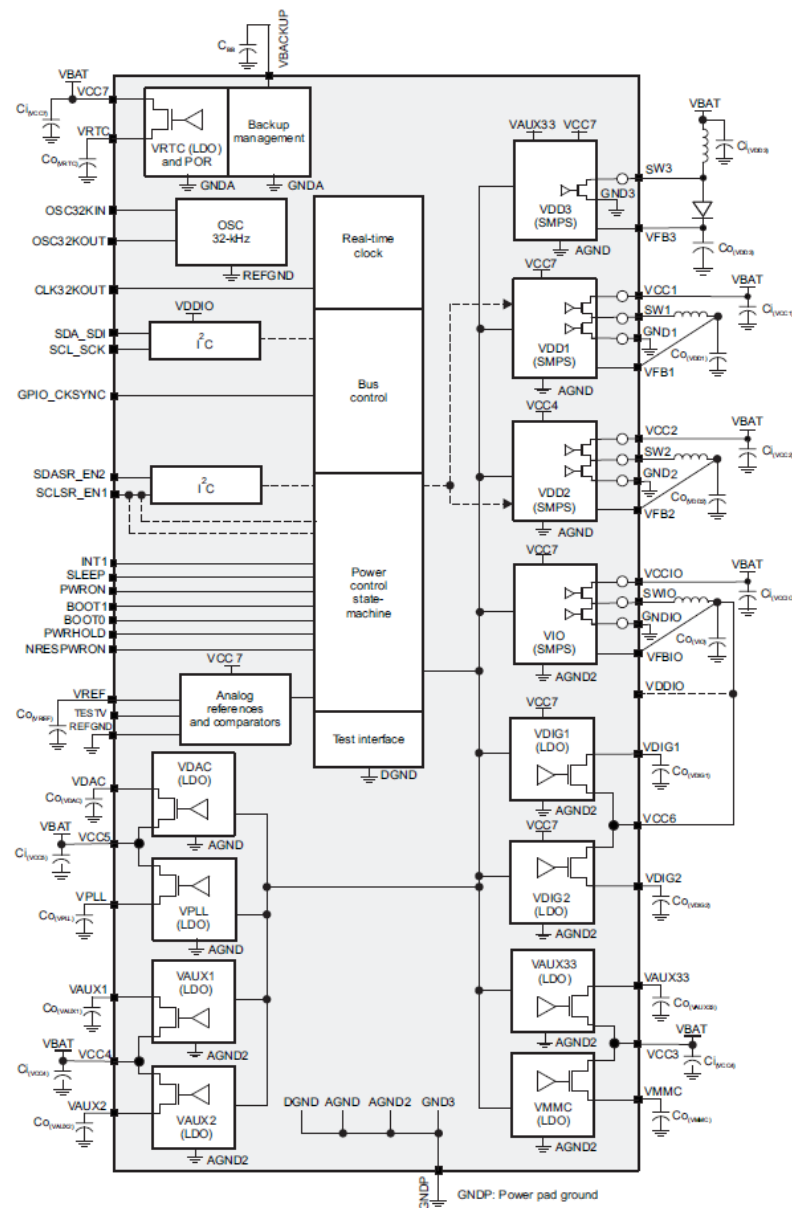 CBB
VBACKUP
VBAT
VCC7
Ci(VCC7)
VRTC
Co(VRTC)
VRTC (LDO)
and POR
Backup
management
GNDA
GNDA
OSC32KIN
OSC32KOUT
OSC
32-kHz
REFGND
CLK32KOUT
Real-time
clock
VDDIO
SDA_SDI
SCL_SCK
I2C
GPIO_CKSYNC
Bus
control
SDASR_EN2
SCLSR_EN1
I2C
INT1
SLEEP
PWRON
BOOT1
BOOT0
PWRHOLD
NRESPWRON
Power
control
state-
machine
VCC7
VREF
Co(VREF)
TESTV
REFGND
Analog
references
and comparators
Test interface
DGND
VDAC
Co(VDAC)
VDAC
(LDO)
AGND
VBAT
VCC5
Ci(VCC5)
VPLL
Co(VPLL)
VPLL
(LDO)
AGND
VAUX1
Co(VAUX1)
VAUX1
(LDO)
AGND2
VBAT
VCC4
Ci(VCC4)
VAUX2
Co(VAUX2)
VAUX2
(LDO)
AGND2
VAUX33 VCC7
VDD3
(SMPS)
GND3
AGND
SW3
VFB3
VBAT
Ci(VDD3)
Co(VDD3)
VCC7
VDD1
(SMPS)
AGND
VCC1
SW1
GND1
VFB1
VBAT
Ci(VCC1)
Co(VDD1)
VCC4
VDD2
(SMPS)
AGND
VCC2
SW2
GND2
VFB2
VBAT
Ci(VCC2)
Co(VDD2)
VCC7
VIO
(SMPS)
AGND2
VCCIO
SWIO
GNDIO
VFBIO
VBAT
Co(VIO)
VDDIO
VCC7
VDIG1
(LDO)
AGND2
VDIG1
Co(VDIG1)
VCC6
VCC7
VDIG2
(LDO)
AGND2
VDIG2
Co(VDIG2)
VAUX33
(LDO)
AGND2
VAUX33
Co(VAUX33)
VBAT
VCC3
VMMC
(LDO)
AGND2
VMMC
Co(VMMC)
DGND AGND AGND2 GND3
GNDP
GNDP: Power pad ground